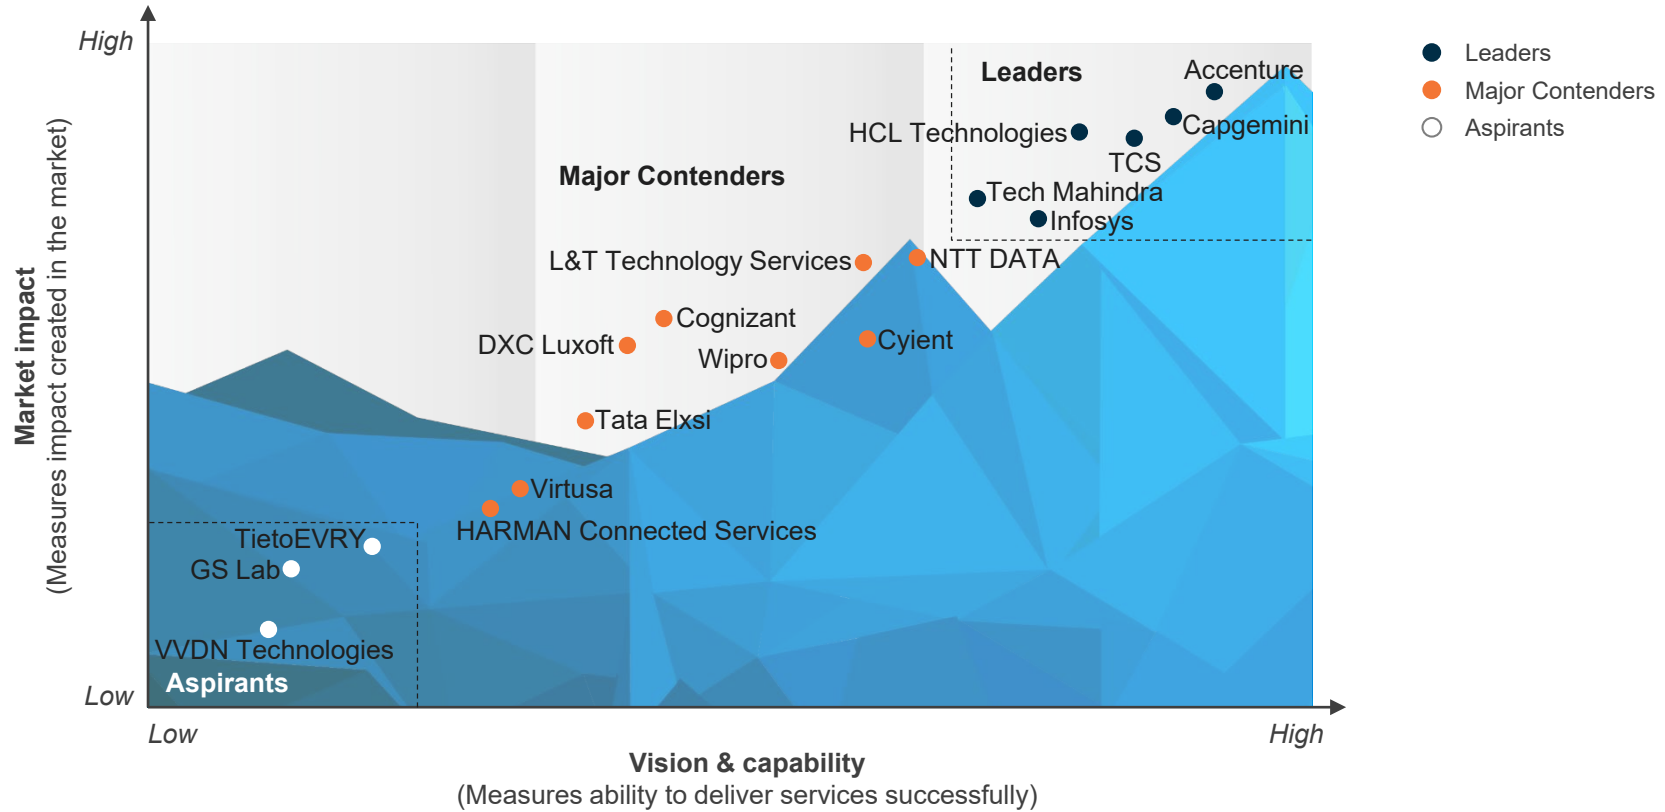 High
Market impact
(Measures impact created in the market)
Low
Leaders
Accenture
HCL Technologies
Capgemini
TCS
Tech Mahindra
Infosys
Major Contenders
L&T Technology Services
NTT DATA
Cognizant
DXC Luxoft
Cyient
Wipro
Tata Elxsi
Virtusa
HARMAN Connected Services
TietoEVRY
GS Lab
VVDN Technologies
Aspirants
Low
High
Vision & capability
(Measures ability to deliver services successfully)
Leaders
Major Contenders
Aspirants